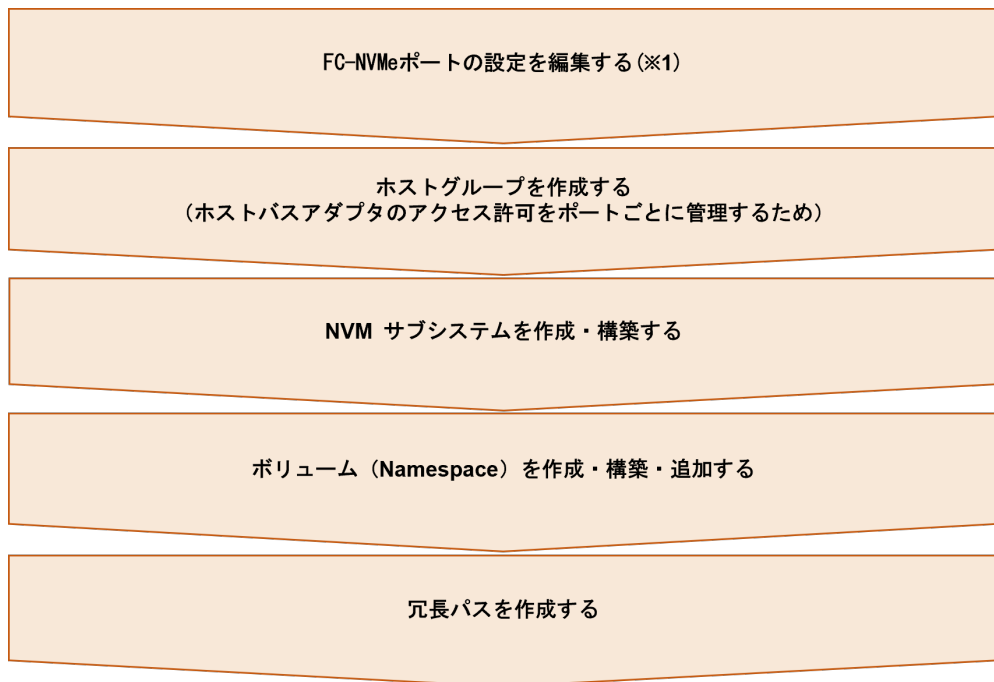 FC-NVMeポートの設定を編集する(※1)
ホストグループを作成する
（ホストバスアダプタのアクセス許可をポートごとに管理するため）
NVM サブシステムを作成・構築する
ボリューム（Namespace）を作成・構築・追加する
冗長パスを作成する